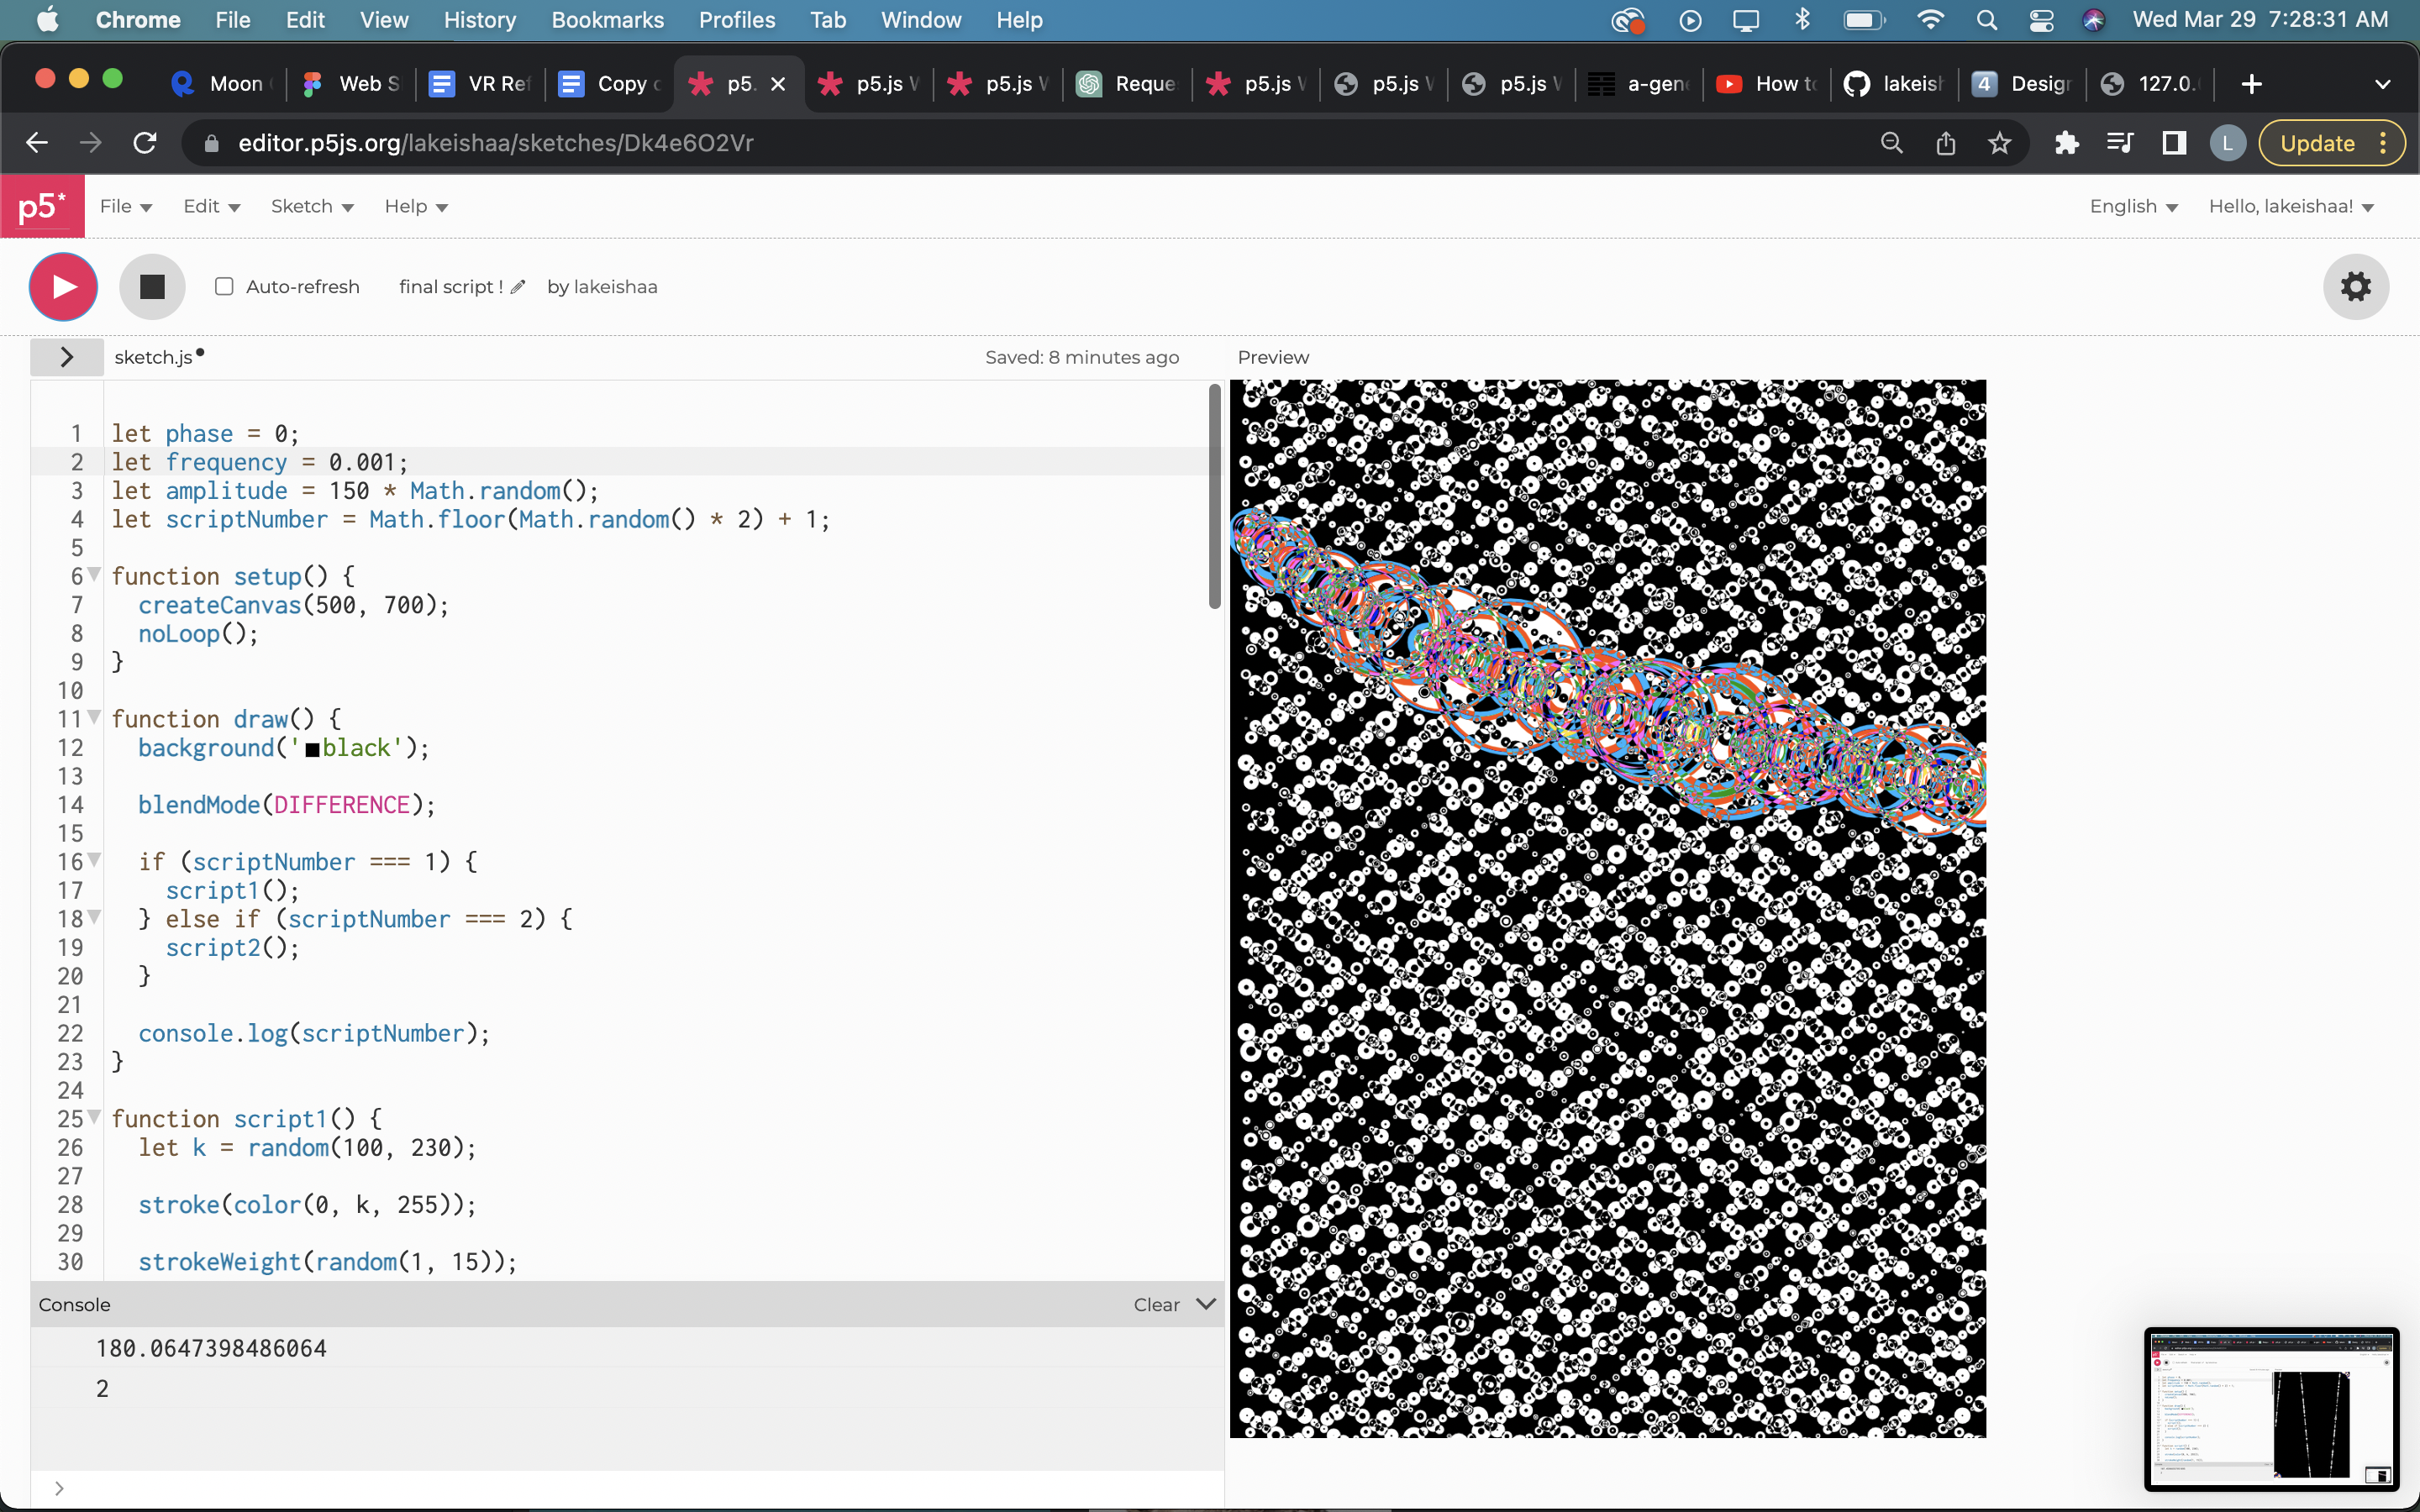 Chrome File Edit View History Bookmarks Profiles Tab Window Help Wed Mar 29 7:28:31 AM
Moon Web S VR Ref Copy p5. p5.js p5.js Reque p5.js p5.js p5.js a-gene How to lakeish 4 Design 127.0.
editor.p5js.org/lakeishaa/sketches/Dk4e6O2Vr L Update
p5* File Edit Sketch Help English Hello, lakeishaa!
Auto-refresh final script ! by lakeishaa
sketch.js Saved: 8 minutes ago Preview
1 let phase = 0;
2 let frequency = 0.001;
3 let amplitude = 150 * Math.random();
4 let scriptNumber = Math.floor(Math.random() * 2) + 1;
5
6 function setup() {
7 createCanvas(500, 700);
8 noLoop();
9 }
10
11 function draw() {
12 background('black');
13
14 blendMode(DIFFERENCE);
15
16 if (scriptNumber === 1) {
17 script1();
18 } else if (scriptNumber === 2) {
19 script2();
20 }
21
22 console.log(scriptNumber);
23 }
24
25 function script1() {
26 let k = random(100, 230);
27
28 stroke(color(0, k, 255));
29
30 strokeWeight(random(1, 15));
Console Clear
180.0647398486064
2
>